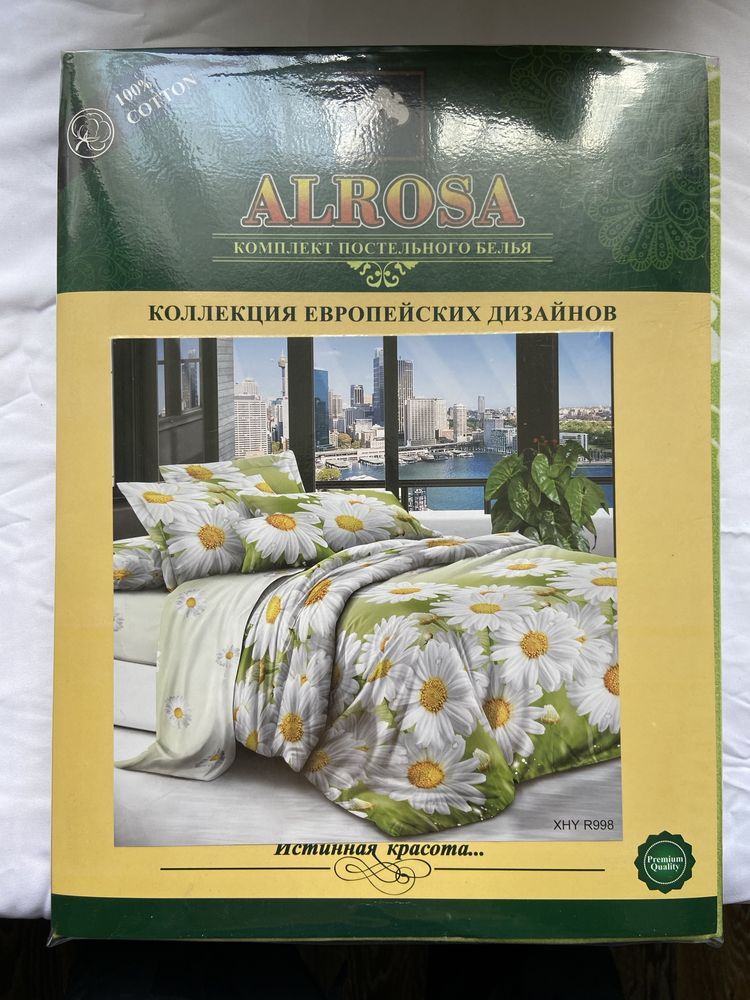 100%
COTTON
ALROSA
КОМПЛЕКТ ПОСТЕЛЬНОГО БЕЛЬЯ
КОЛЛЕКЦИЯ ЕВРОПЕЙСКИХ ДИЗАЙНОВ
XHY R998
Истинная красота...
Premium
Quality